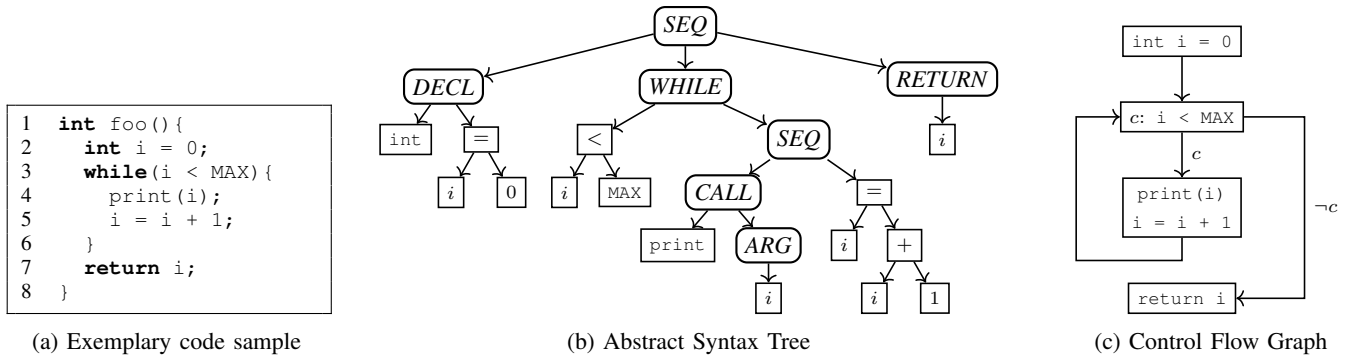 1 int foo(){
2 int i = 0;
3 while(i < MAX){
4 print(i);
5 i = i + 1;
6 }
7 return i;
8 }
(a) Exemplary code sample
SEQ
DECL WHILE RETURN
int = < SEQ i
i 0 i MAX CALL =
print ARG i +
i i 1
(b) Abstract Syntax Tree
int i = 0
c: i < MAX
c
print(i)
i = i + 1
¬c
return i
(c) Control Flow Graph